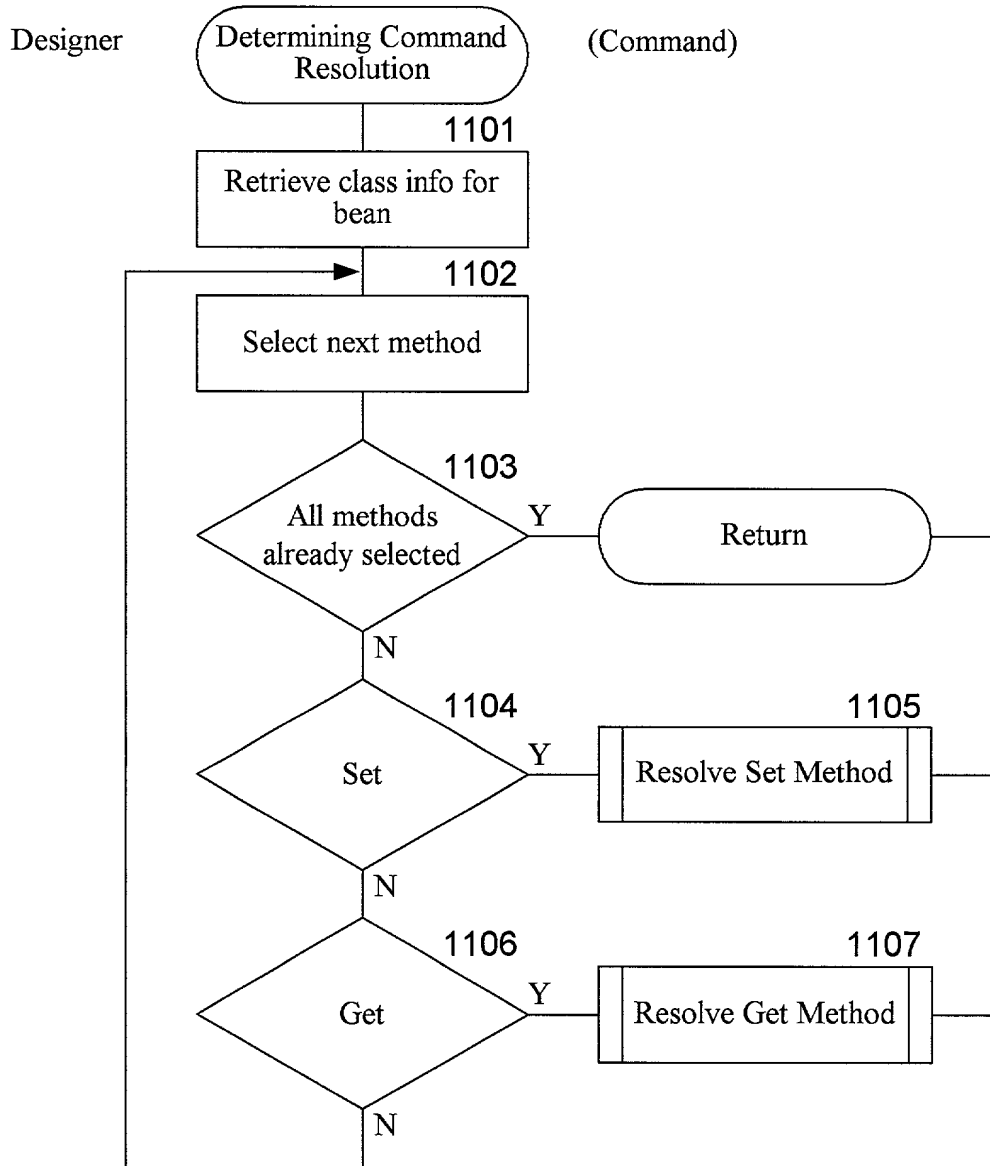 Designer
Determining Command
Resolution
(Command)
1101
Retrieve class info for
bean
1102
Select next method
1103
All methods
already selected
Y
Return
N
1104
Set
Y
1105
Resolve Set Method
N
1106
Get
Y
1107
Resolve Get Method
N